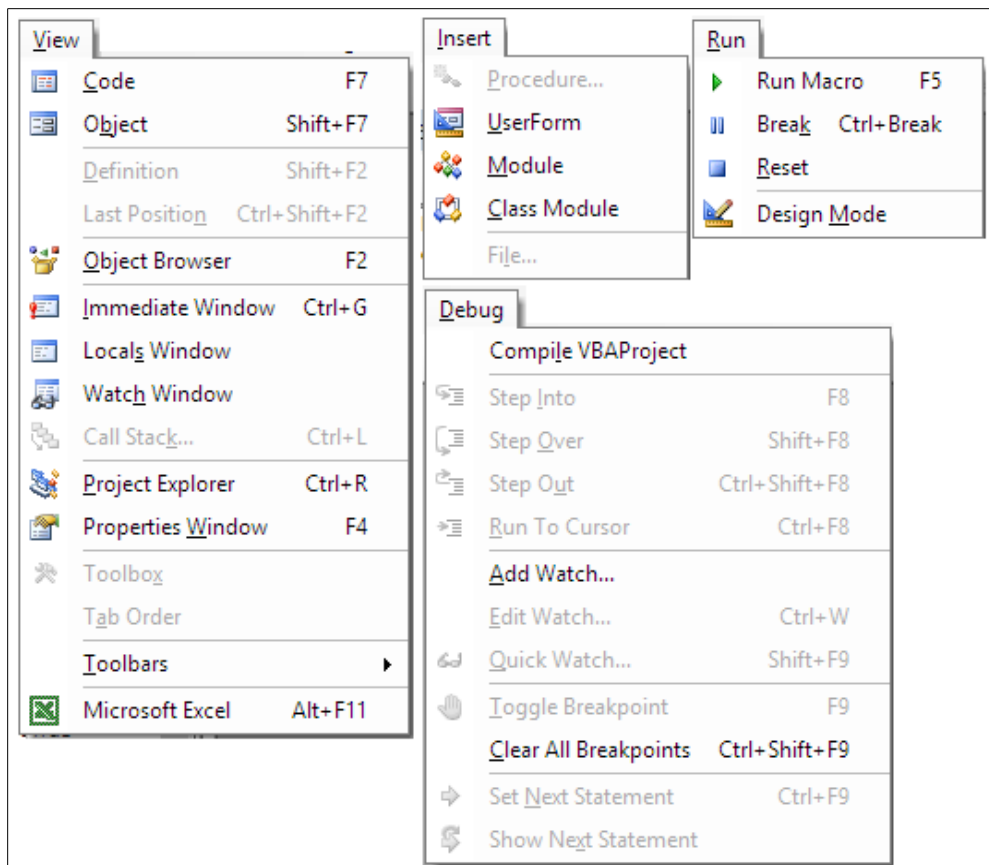 View
Code F7
Object Shift+F7
Definition Shift+F2
Last Position Ctrl+Shift+F2
Object Browser F2
Immediate Window Ctrl+G
Locals Window
Watch Window
Call Stack... Ctrl+L
Project Explorer Ctrl+R
Properties Window F4
Toolbox
Tab Order
Toolbars
Microsoft Excel Alt+F11
Insert
Procedure...
UserForm
Module
Class Module
File...
Run
Run Macro F5
Break Ctrl+Break
Reset
Design Mode
Debug
Compile VBAProject
Step Into F8
Step Over Shift+F8
Step Out Ctrl+Shift+F8
Run To Cursor Ctrl+F8
Add Watch...
Edit Watch... Ctrl+W
Quick Watch... Shift+F9
Toggle Breakpoint F9
Clear All Breakpoints Ctrl+Shift+F9
Set Next Statement Ctrl+F9
Show Next Statement